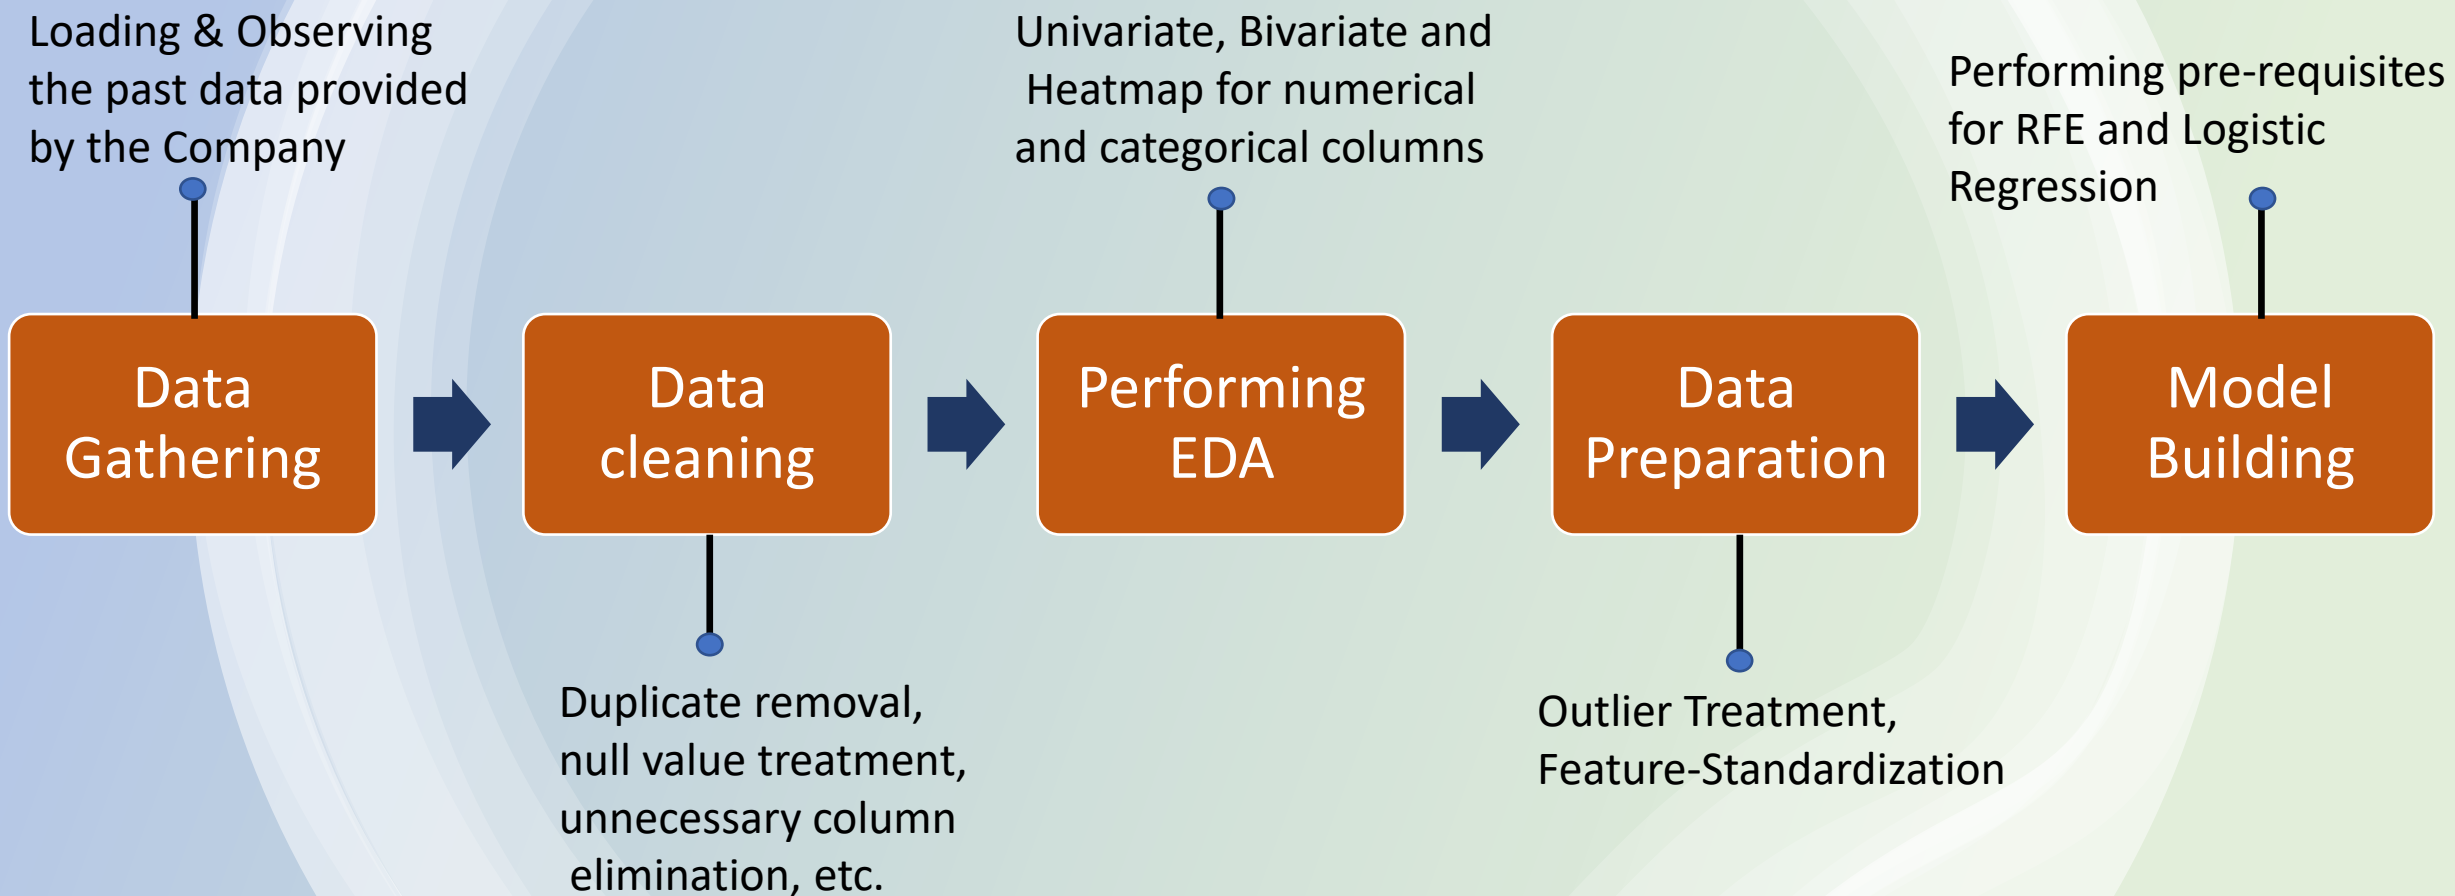 Loading & Observing
the past data provided
by the Company
Univariate, Bivariate and
Heatmap for numerical
and categorical columns
Performing pre-requisites
for RFE and Logistic
Regression
Data
Gathering
Data
cleaning
Performing
EDA
Data
Preparation
Model
Building
Duplicate removal,
null value treatment,
unnecessary column
elimination, etc.
Outlier Treatment,
Feature-Standardization